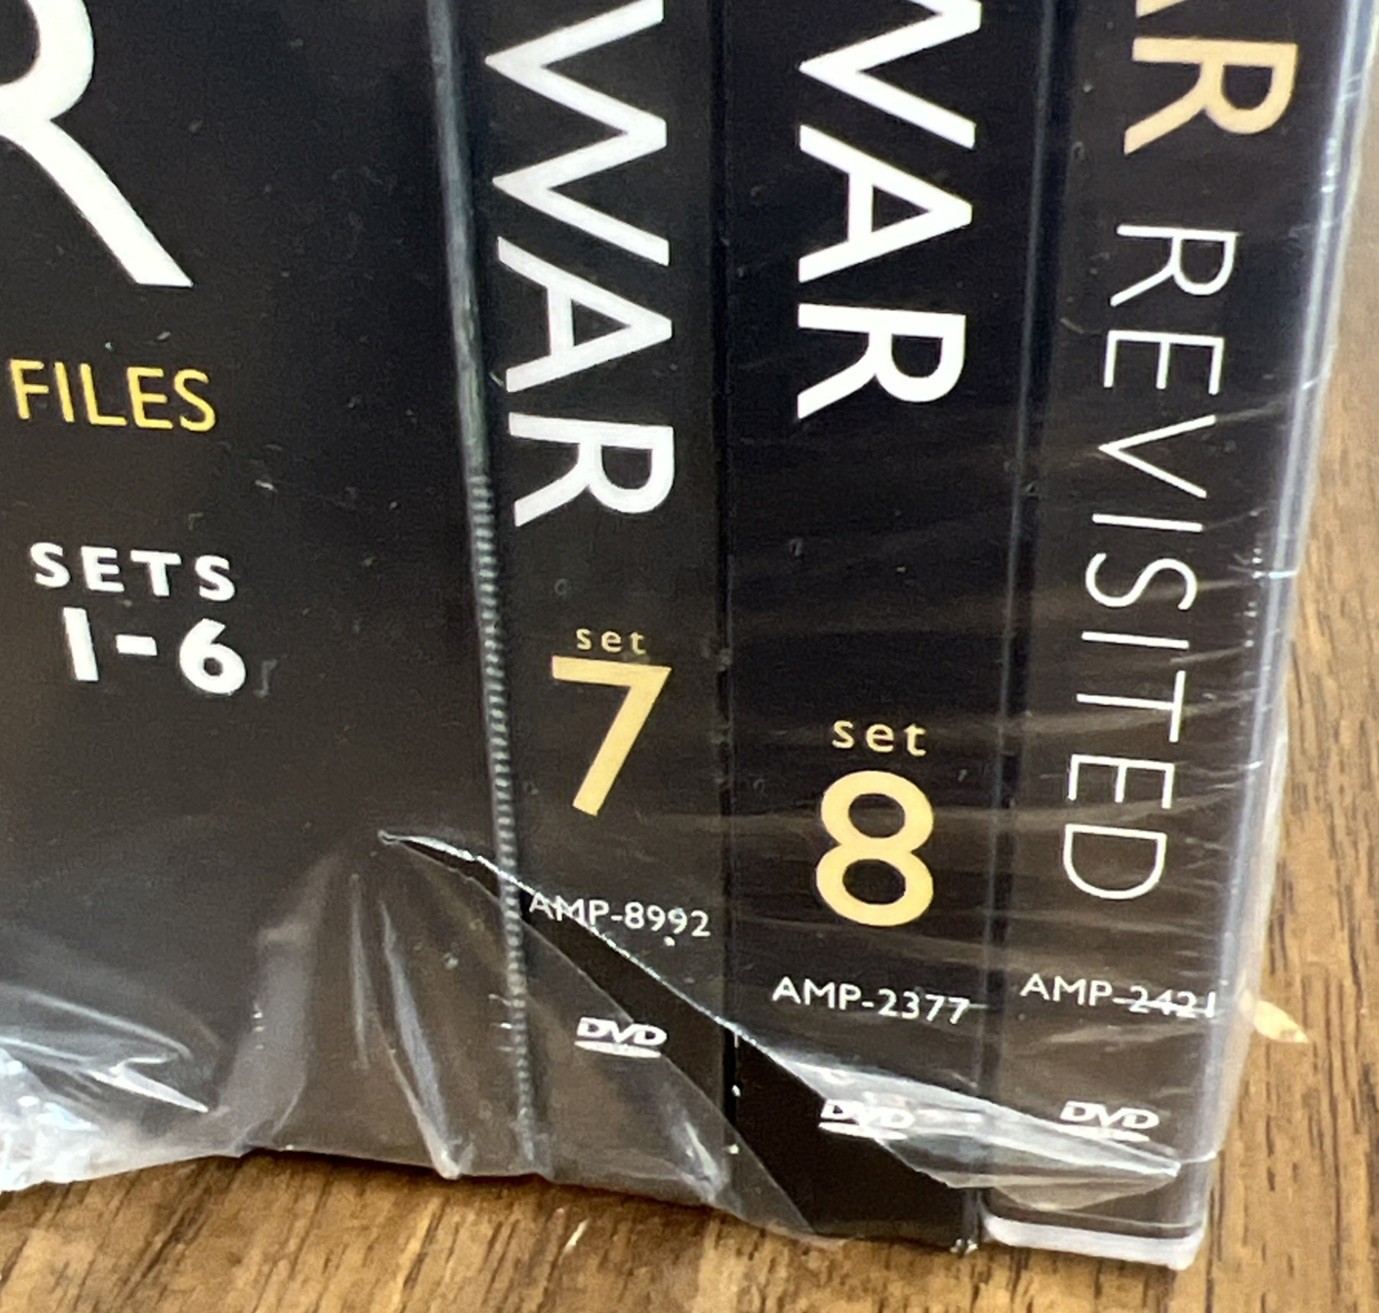 R
FILES
SETS
1-6
WAR
set
7
AMP-8992
DVD
WAR
set
8
AMP-2377
DVD
AR REVISITED
AMP-2421
DVD